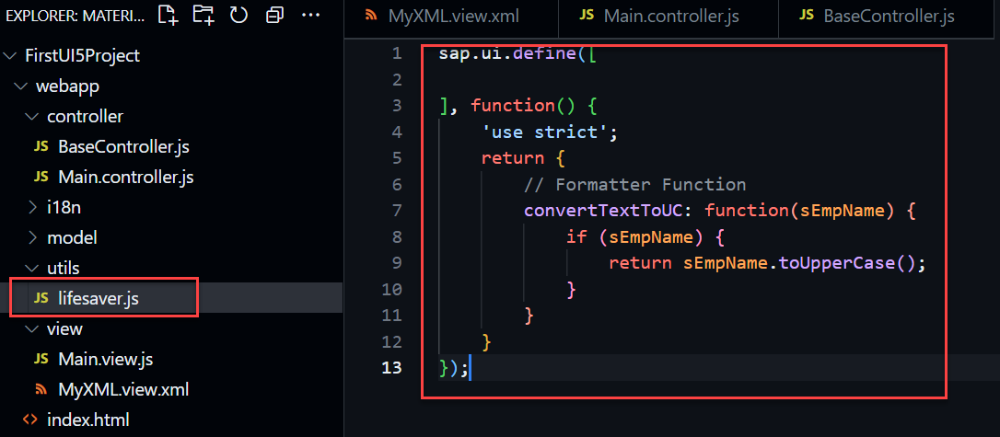 EXPLORER: MATERI...
FirstUI5Project
webapp
controller
JS BaseController.js
JS Main.controller.js
i18n
model
utils
JS lifesaver.js
view
JS Main.view.js
MyXML.view.xml
<> index.html
MyXML.view.xml JS Main.controller.js JS BaseController.js
1 sap.ui.define([
2
3 ], function() {
4     'use strict';
5     return {
6         // Formatter Function
7         convertTextToUC: function(sEmpName) {
8             if (sEmpName) {
9                 return sEmpName.toUpperCase();
10             }
11         }
12     }
13 });